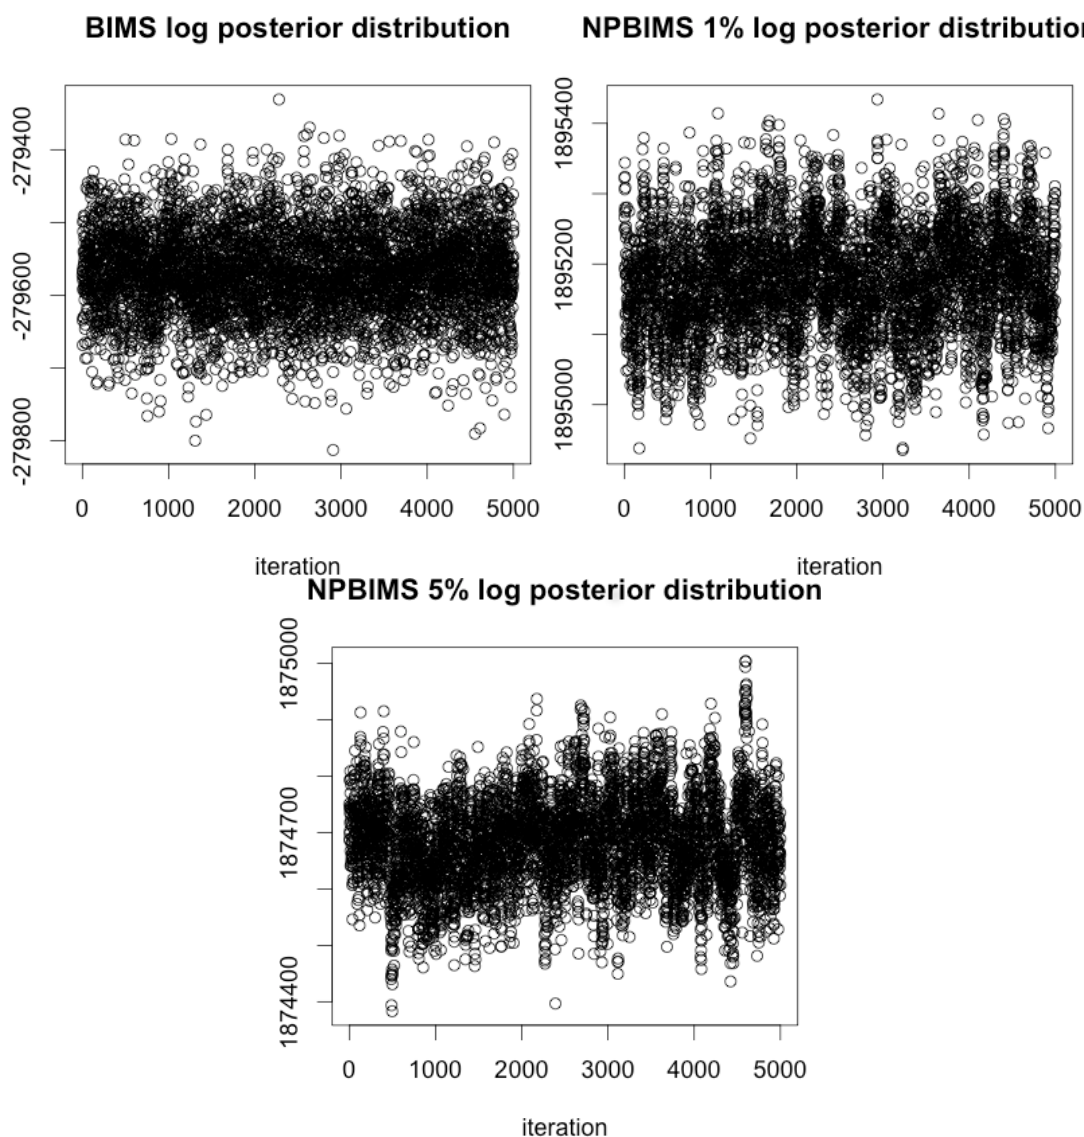 BIMS log posterior distribution
NPBIMS 1% log posterior distribution
-279400
-279600
-279800
1895400
1895200
1895000
0 1000 2000 3000 4000 5000
0 1000 2000 3000 4000 5000
iteration
iteration
NPBIMS 5% log posterior distribution
1875000
1874700
1874400
0 1000 2000 3000 4000 5000
iteration